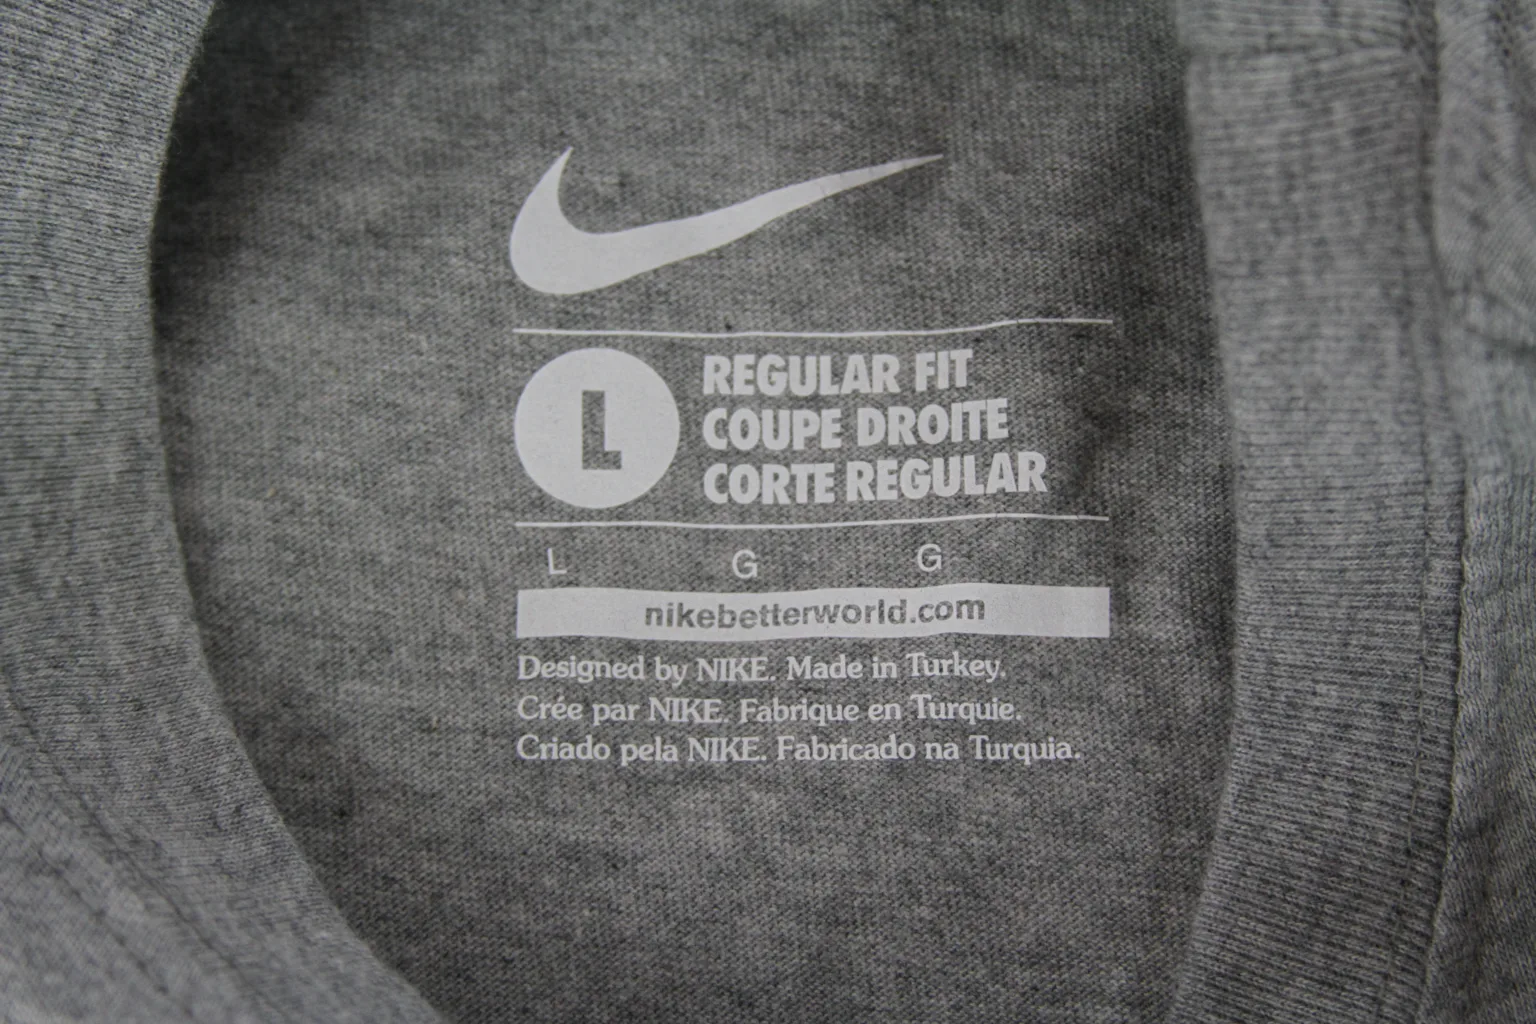 L
REGULAR FIT
COUPE DROITE
CORTE REGULAR
L G G
nikebetterworld.com
Designed by NIKE. Made in Turkey.
Crée par NIKE. Fabrique en Turquie.
Criado pela NIKE. Fabricado na Turquia.